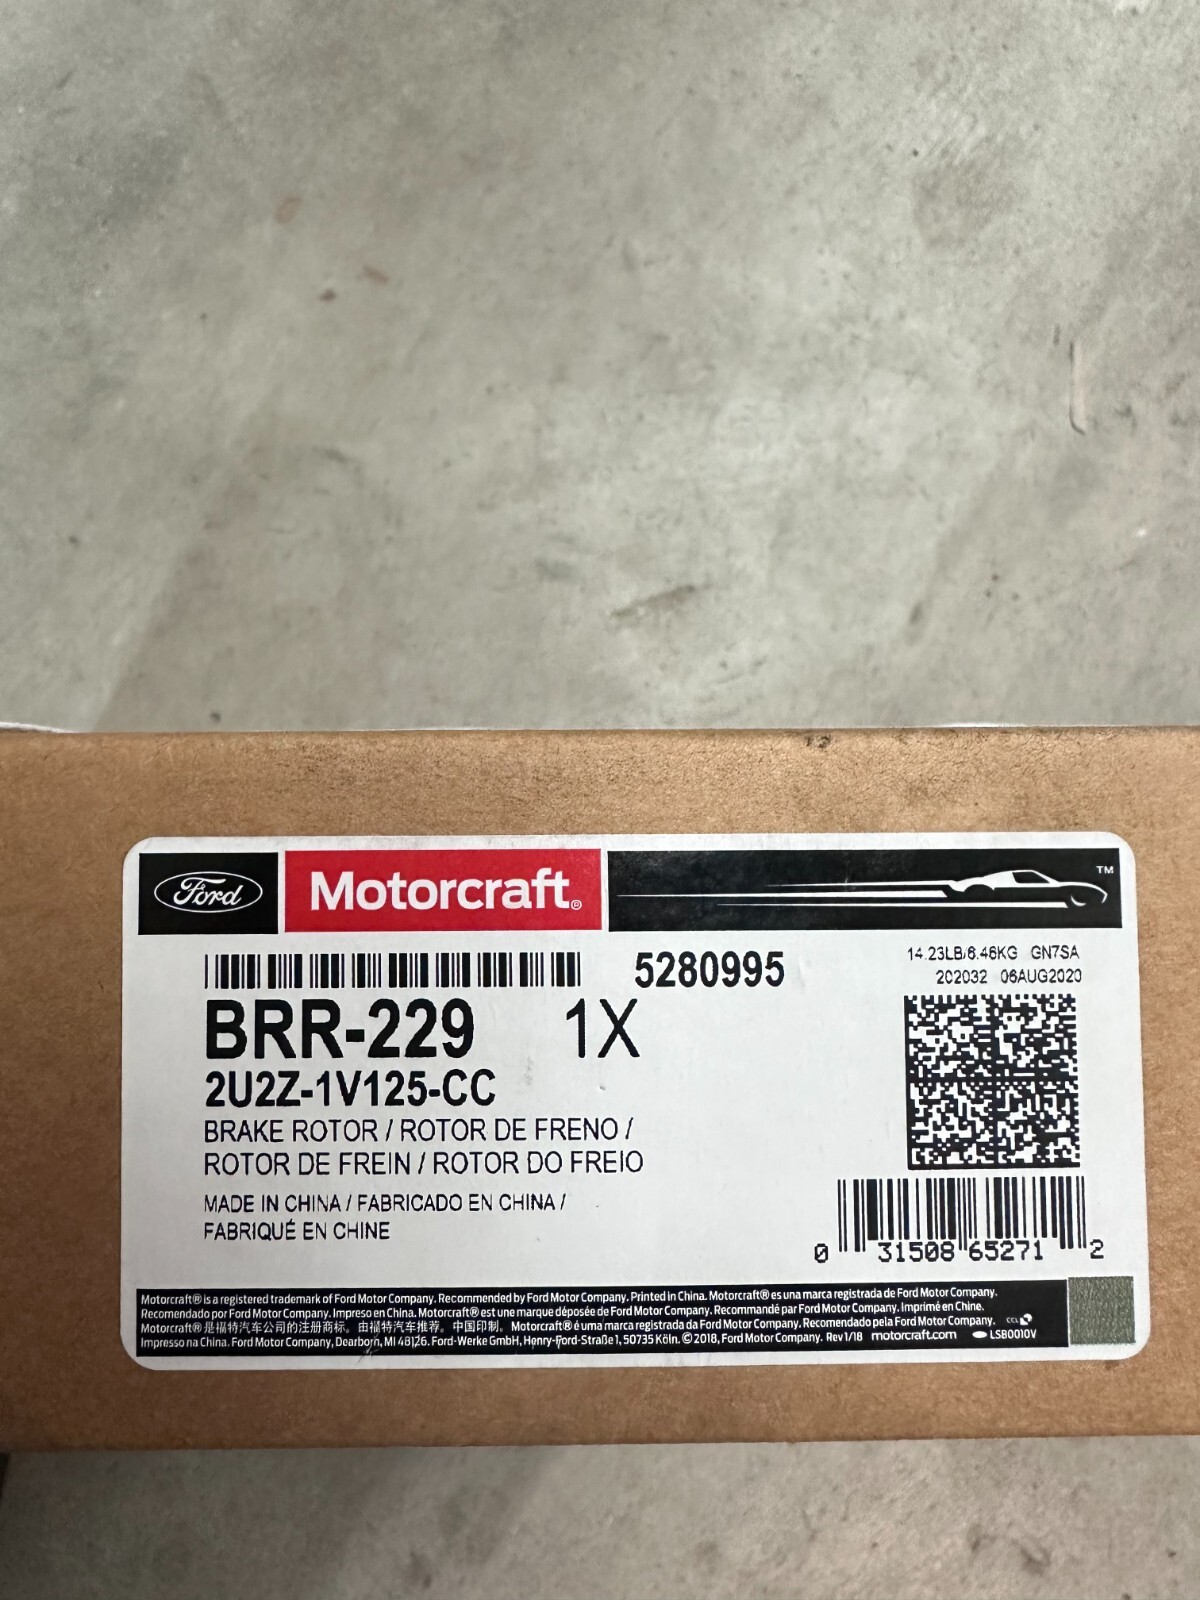 Ford
Motorcraft®
TM
5280995
14.23LB/6.46KG GN7SA
202032 06AUG2020
BRR-229 1X
2U2Z-1V125-CC
BRAKE ROTOR / ROTOR DE FRENO /
ROTOR DE FREIN / ROTOR DO FREIO
MADE IN CHINA / FABRICADO EN CHINA /
FABRIQUÉ EN CHINE
0 31508 65271 2
Motorcraft® is a registered trademark of Ford Motor Company. Recommended by Ford Motor Company. Printed in China. Motorcraft® es una marca registrada de Ford Motor Company.
Recomendado por Ford Motor Company. Impreso en China. Motorcraft® est une marque déposée de Ford Motor Company. Recommandé par Ford Motor Company. Imprimé en Chine.
Motorcraft® 是福特汽车公司的注册商标。由福特汽车推荐。中国印制。 Motorcraft® é uma marca registrada da Ford Motor Company. Recomendado pela Ford Motor Company. CCL
Impresso na China. Ford Motor Company, Dearborn, MI 48126. Ford-Werke GmbH, Henry-Ford-Straße 1, 50735 Köln. © 2018, Ford Motor Company. Rev 1/18 motorcraft.com LSB0010V